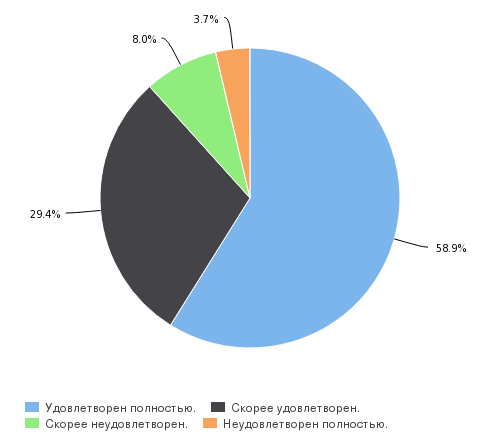 3.7%
8.0%
29.4%
58.9%
Удовлетворен полностью. Скорее удовлетворен.
Скорее неудовлетворен. Неудовлетворен полностью.